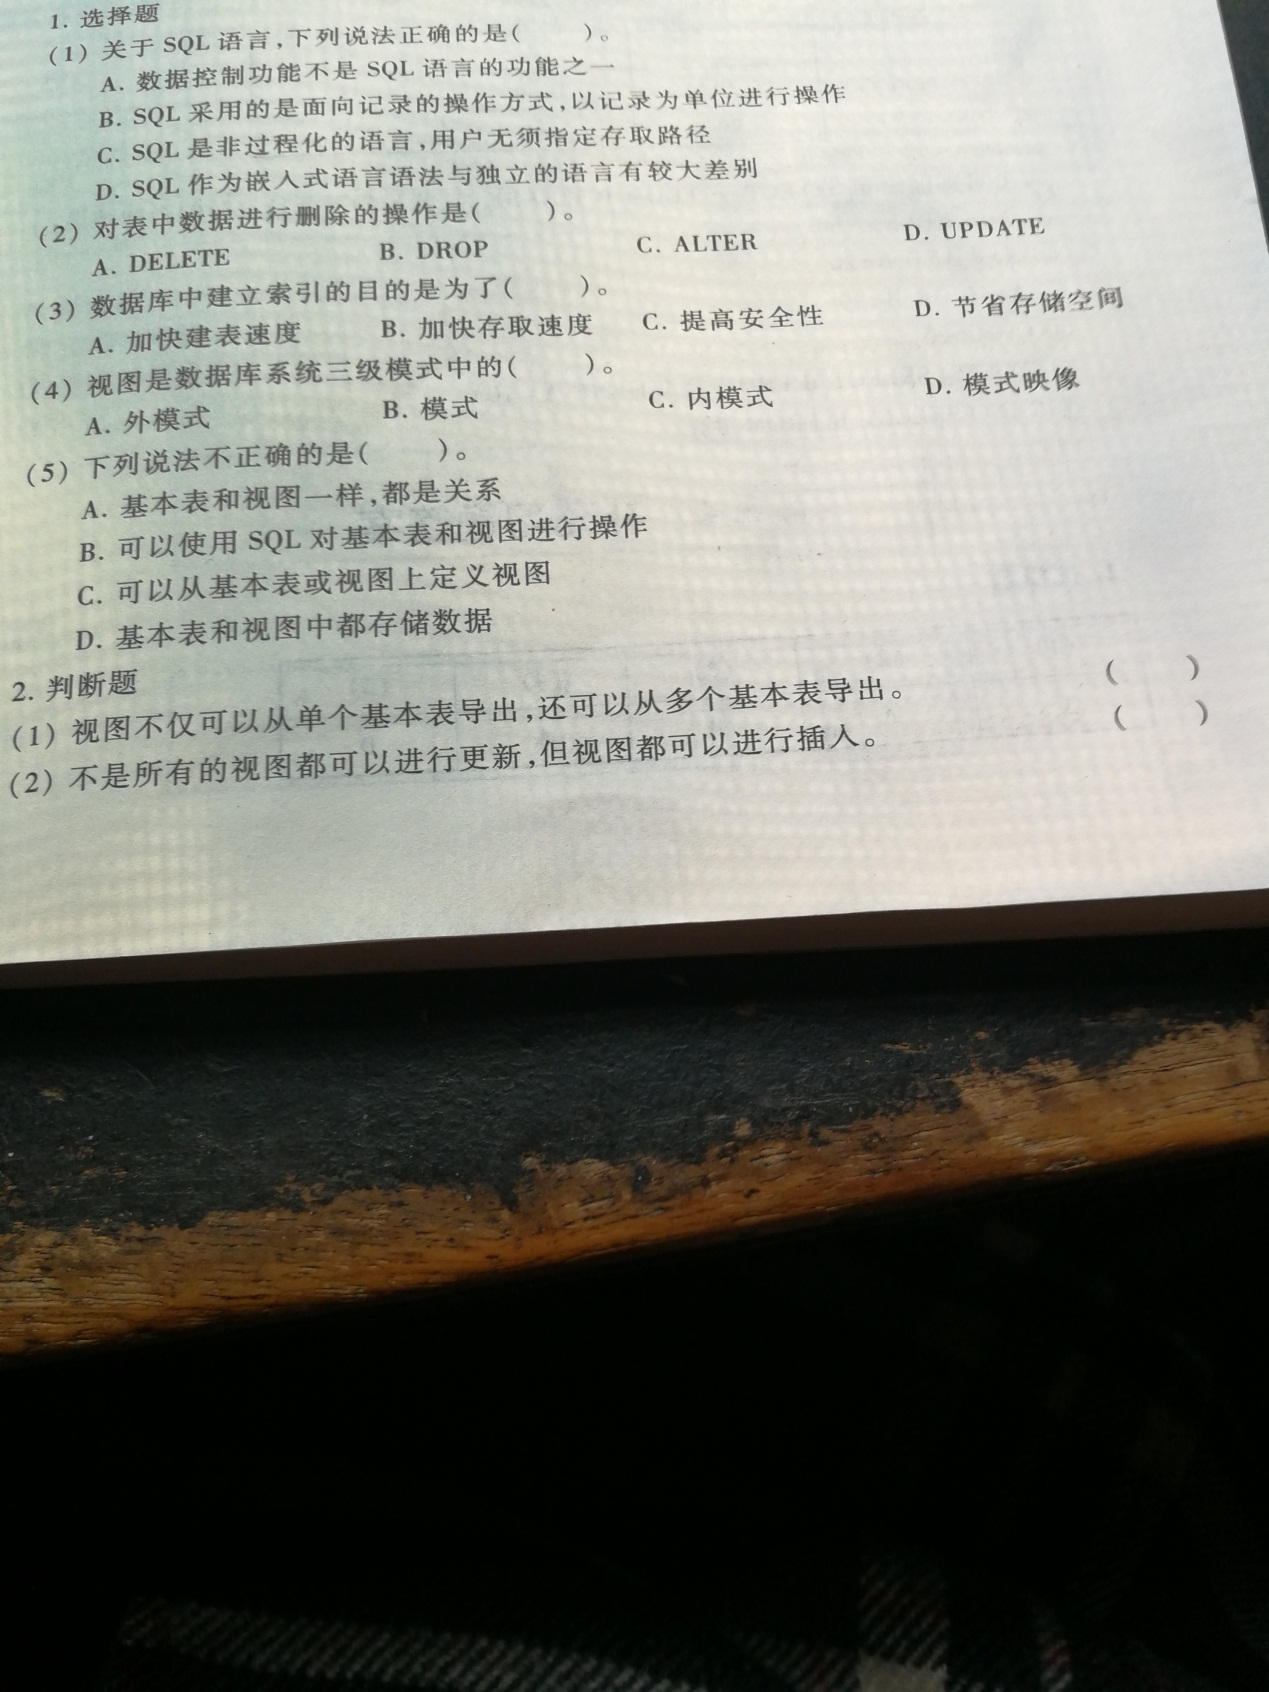 1. 选择题
(1) 关于 SQL 语言,下列说法正确的是(　　)。
A. 数据控制功能不是 SQL 语言的功能之一
B. SQL 采用的是面向记录的操作方式,以记录为单位进行操作
C. SQL 是非过程化的语言,用户无须指定存取路径
D. SQL 作为嵌入式语言语法与独立的语言有较大差别
(2) 对表中数据进行删除的操作是(　　)。
A. DELETE　B. DROP　C. ALTER　D. UPDATE
(3) 数据库中建立索引的目的是为了(　　)。
A. 加快建表速度　B. 加快存取速度　C. 提高安全性　D. 节省存储空间
(4) 视图是数据库系统三级模式中的(　　)。
A. 外模式　B. 模式　C. 内模式　D. 模式映像
(5) 下列说法不正确的是(　　)。
A. 基本表和视图一样,都是关系
B. 可以使用 SQL 对基本表和视图进行操作
C. 可以从基本表或视图上定义视图
D. 基本表和视图中都存储数据
2. 判断题
(1) 视图不仅可以从单个基本表导出,还可以从多个基本表导出。　(　　)
(2) 不是所有的视图都可以进行更新,但视图都可以进行插入。　(　　)